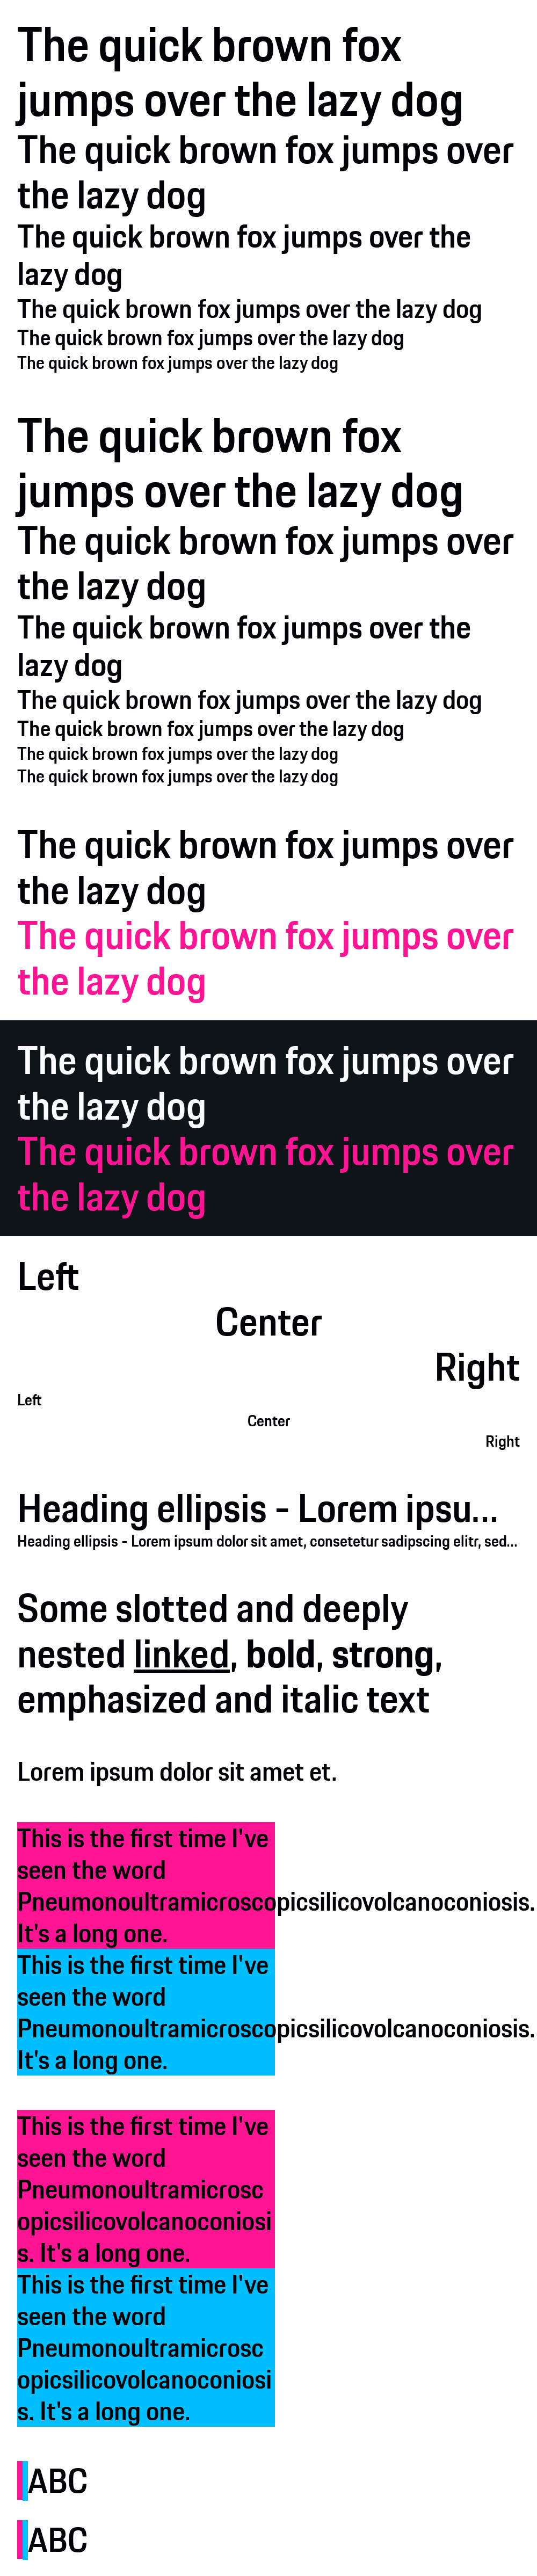 The quick brown fox
jumps over the lazy dog
The quick brown fox jumps over
the lazy dog
The quick brown fox jumps over the
lazy dog
The quick brown fox jumps over the lazy dog
The quick brown fox jumps over the lazy dog
The quick brown fox jumps over the lazy dog
The quick brown fox
jumps over the lazy dog
The quick brown fox jumps over
the lazy dog
The quick brown fox jumps over the
lazy dog
The quick brown fox jumps over the lazy dog
The quick brown fox jumps over the lazy dog
The quick brown fox jumps over the lazy dog
The quick brown fox jumps over the lazy dog
The quick brown fox jumps over
the lazy dog
The quick brown fox jumps over
the lazy dog
The quick brown fox jumps over
the lazy dog
The quick brown fox jumps over
the lazy dog
Left
Center
Right
Left
Center
Right
Heading ellipsis - Lorem ipsu...
Heading ellipsis - Lorem ipsum dolor sit amet, consetetur sadipscing elitr, sed...
Some slotted and deeply
nested linked, bold, strong,
emphasized and italic text
Lorem ipsum dolor sit amet et.
This is the first time I've
seen the word
Pneumonoultramicroscopicsilicovolcanoconiosis.
It's a long one.
This is the first time I've
seen the word
Pneumonoultramicroscopicsilicovolcanoconiosis.
It's a long one.
This is the first time I've
seen the word
Pneumonoultramicrosc
opicsilicovolcanoconiosi
s. It's a long one.
This is the first time I've
seen the word
Pneumonoultramicrosc
opicsilicovolcanoconiosi
s. It's a long one.
ABC
ABC